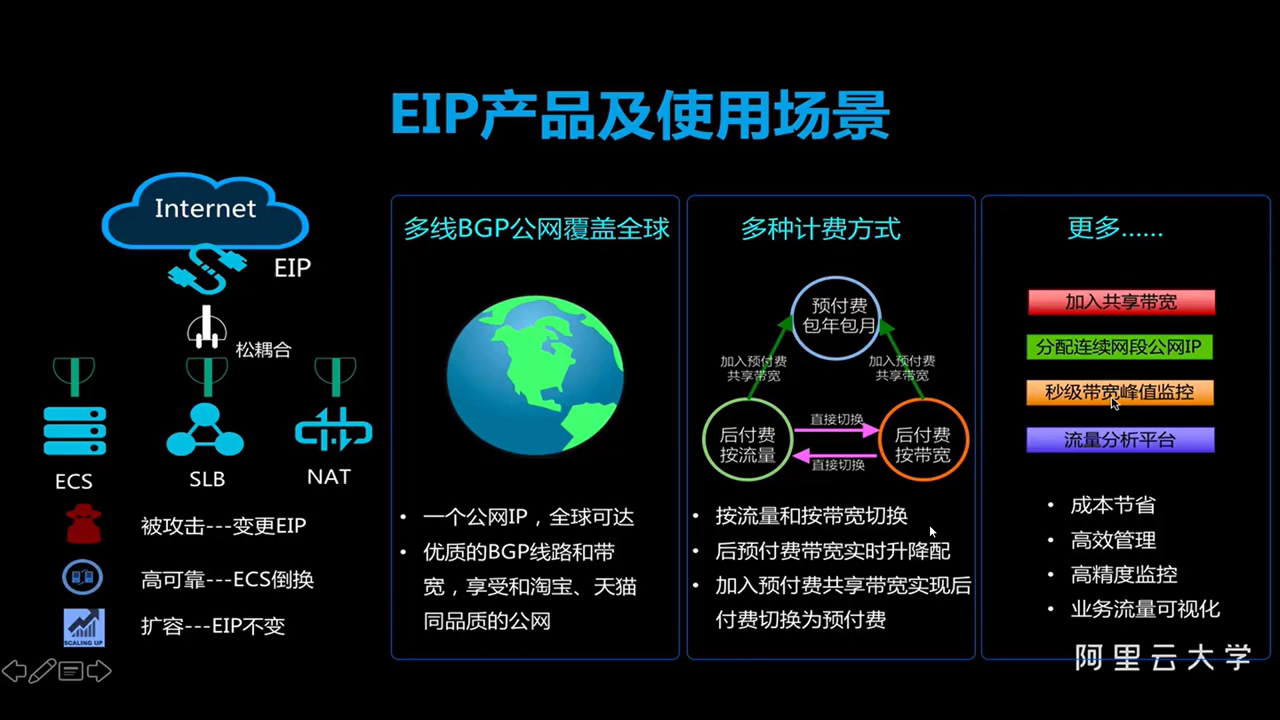 EIP产品及使用场景
Internet
EIP
松耦合
ECS
SLB
NAT
被攻击---变更EIP
高可靠---ECS倒换
SCALING UP
扩容---EIP不变
多线BGP公网覆盖全球
• 一个公网IP，全球可达
• 优质的BGP线路和带
宽，享受和淘宝、天猫
同品质的公网
多种计费方式
预付费
包年包月
加入预付费
共享带宽
加入预付费
共享带宽
后付费
按流量
直接切换
直接切换
后付费
按带宽
• 按流量和按带宽切换
• 后预付费带宽实时升降配
• 加入预付费共享带宽实现后
付费切换为预付费
更多......
加入共享带宽
分配连续网段公网IP
秒级带宽峰值监控
流量分析平台
• 成本节省
• 高效管理
• 高精度监控
• 业务流量可视化
阿里云大学